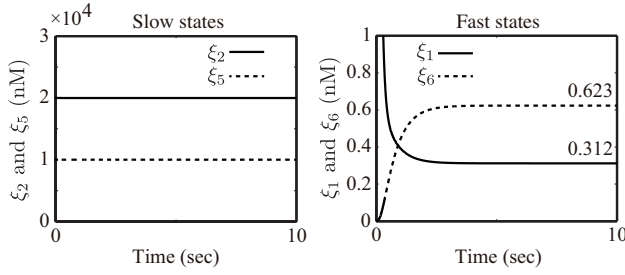 ×10⁴
Slow states
3
2
1
0
ξ₂ and ξ₅ (nM)
ξ₂
ξ₅
0
10
Time (sec)
Fast states
1
0.8
0.6
0.4
0.2
0
ξ₁ and ξ₆ (nM)
ξ₁
ξ₆
0.623
0.312
0
10
Time (sec)